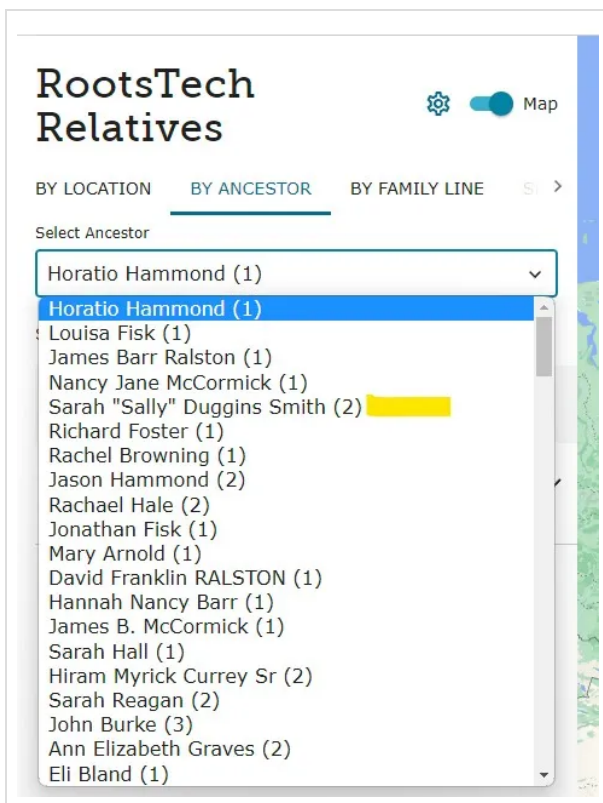 RootsTech
Relatives
Map
BY LOCATION BY ANCESTOR BY FAMILY LINE
Select Ancestor
Horatio Hammond (1)
Horatio Hammond (1)
Louisa Fisk (1)
James Barr Ralston (1)
Nancy Jane McCormick (1)
Sarah "Sally" Duggins Smith (2)
Richard Foster (1)
Rachel Browning (1)
Jason Hammond (2)
Rachael Hale (2)
Jonathan Fisk (1)
Mary Arnold (1)
David Franklin RALSTON (1)
Hannah Nancy Barr (1)
James B. McCormick (1)
Sarah Hall (1)
Hiram Myrick Currey Sr (2)
Sarah Reagan (2)
John Burke (3)
Ann Elizabeth Graves (2)
Eli Bland (1)